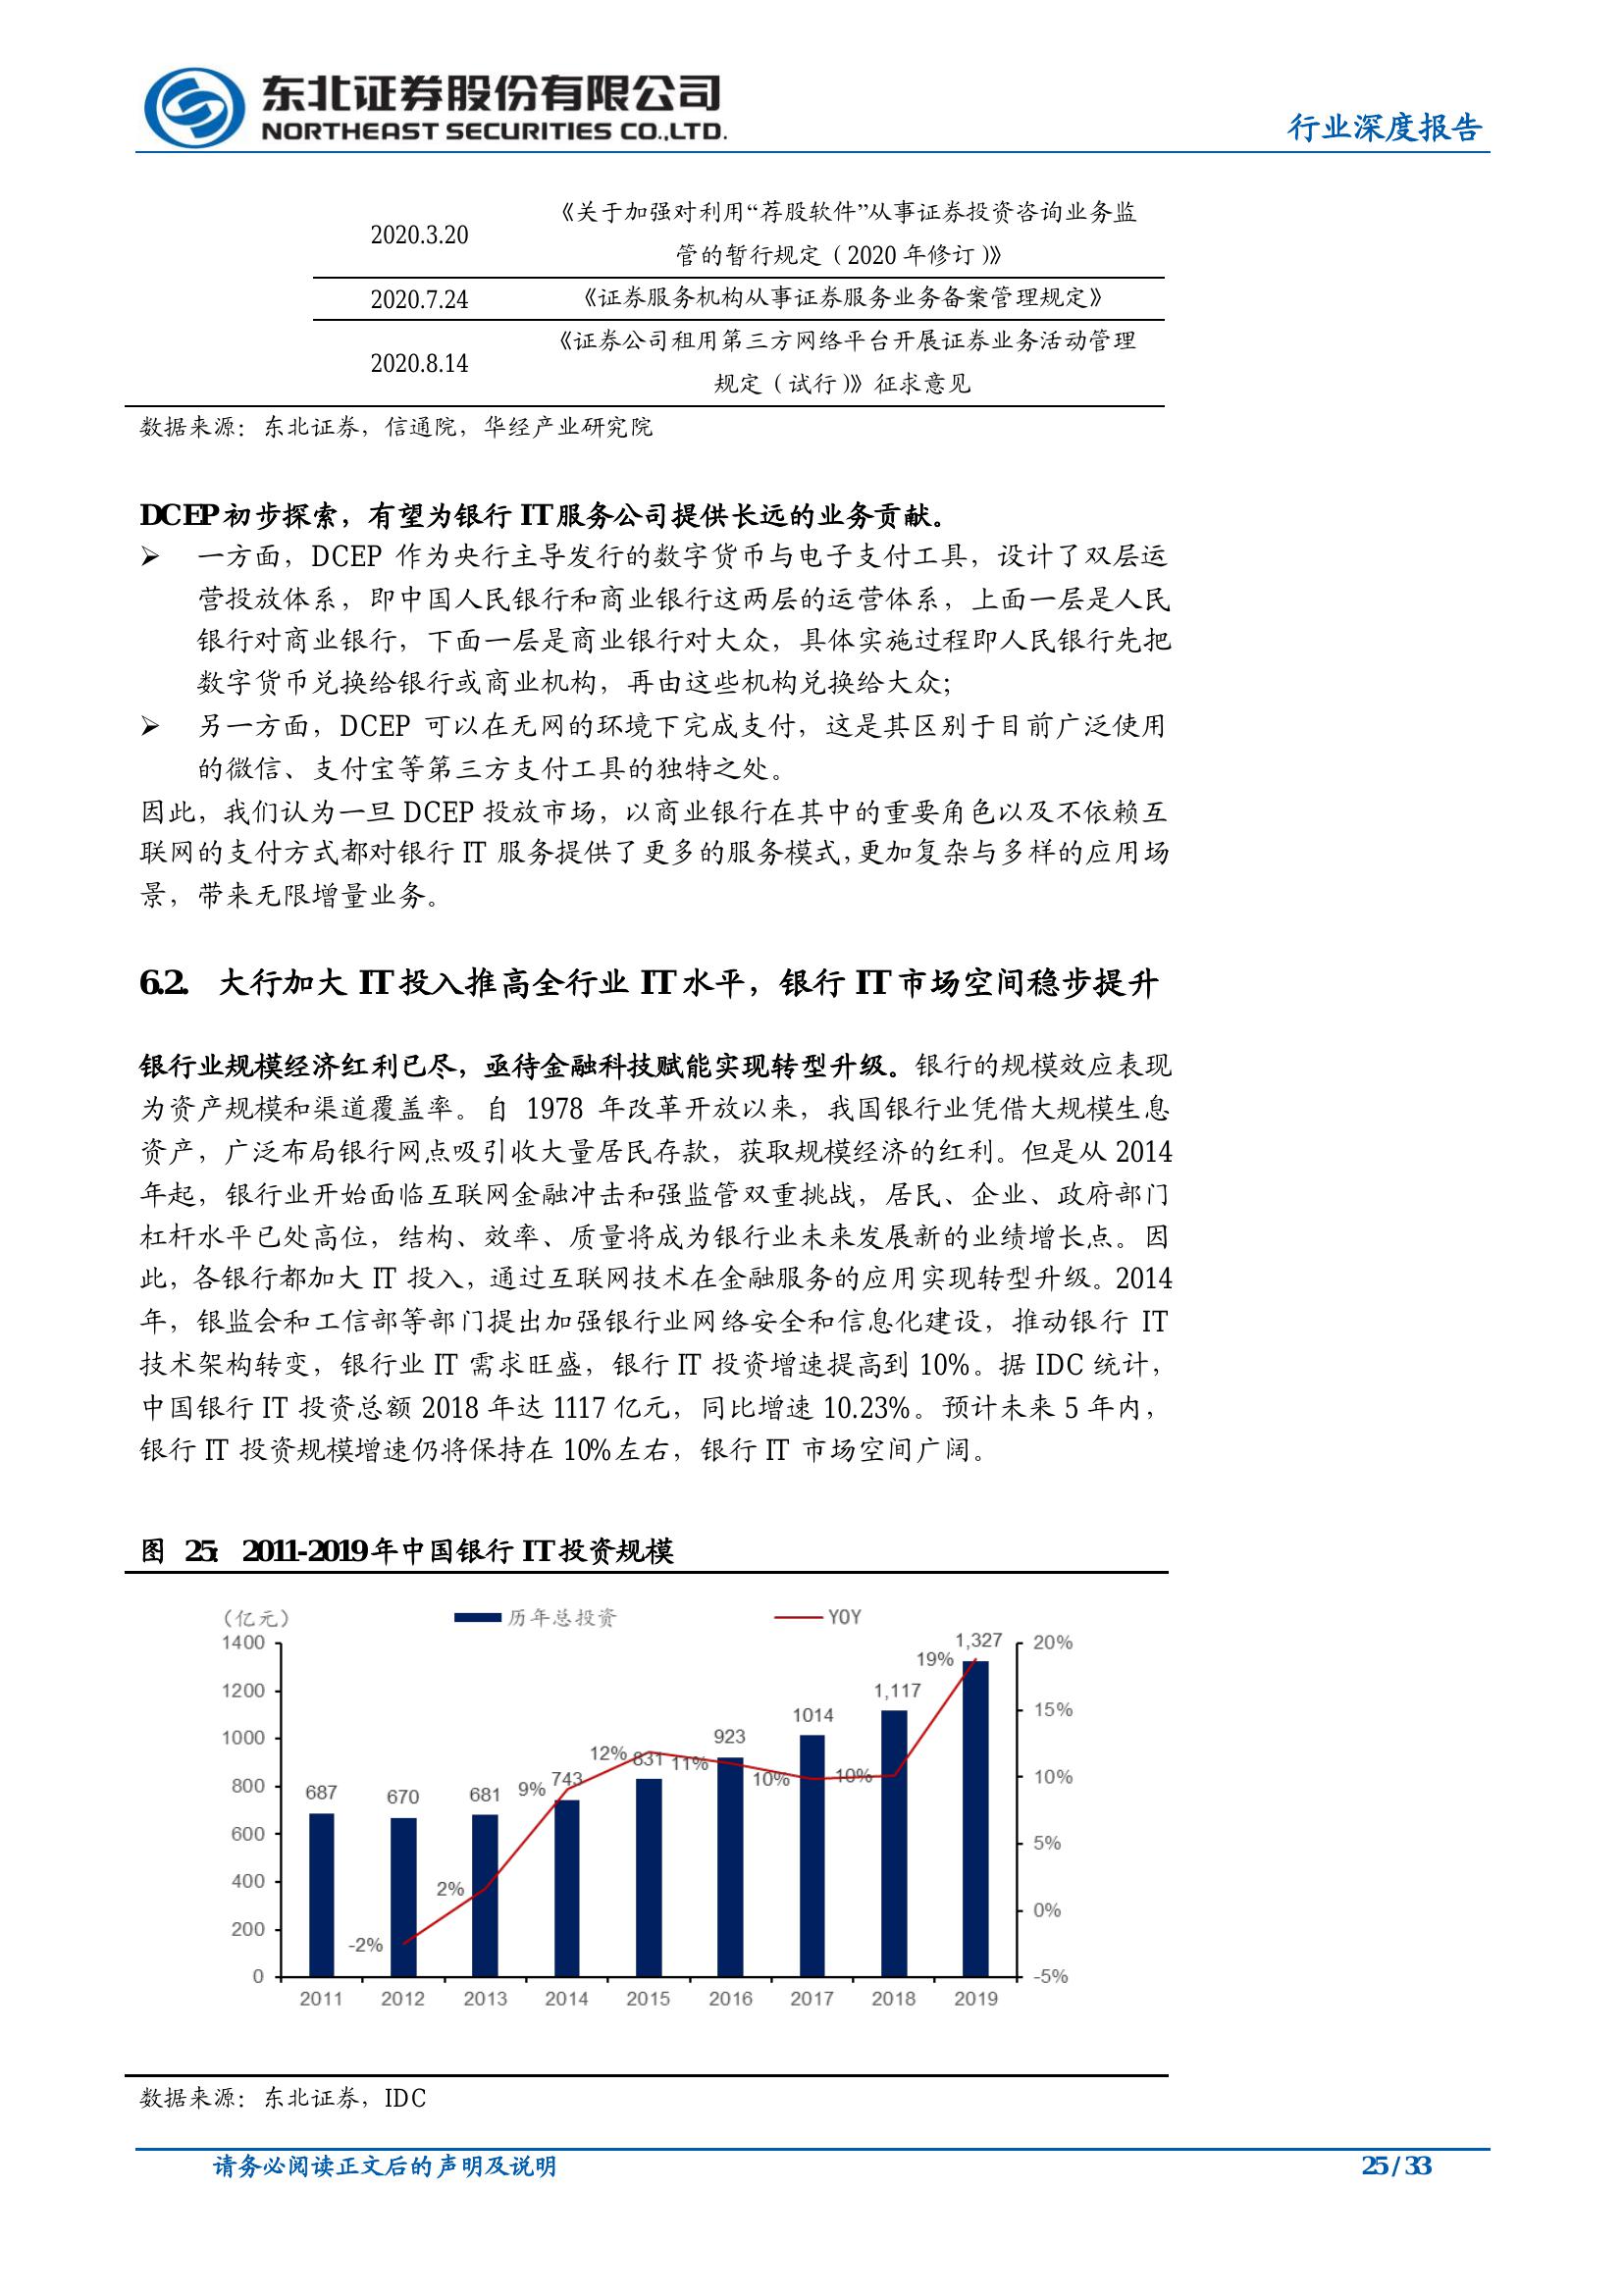 东北证券股份有限公司
NORTHEAST SECURITIES CO.,LTD.
行业深度报告
2020.3.20
《关于加强对利用“荐股软件”从事证券投资咨询业务监
管的暂行规定（2020 年修订）》
2020.7.24
《证券服务机构从事证券服务业务备案管理规定》
2020.8.14
《证券公司租用第三方网络平台开展证券业务活动管理
规定（试行）》征求意见
数据来源：东北证券，信通院，华经产业研究院
DCEP 初步探索，有望为银行 IT 服务公司提供长远的业务贡献。
➢ 一方面，DCEP 作为央行主导发行的数字货币与电子支付工具，设计了双层运
营投放体系，即中国人民银行和商业银行这两层的运营体系，上面一层是人民
银行对商业银行，下面一层是商业银行对大众，具体实施过程即人民银行先把
数字货币兑换给银行或商业机构，再由这些机构兑换给大众；
➢ 另一方面，DCEP 可以在无网的环境下完成支付，这是其区别于目前广泛使用
的微信、支付宝等第三方支付工具的独特之处。
因此，我们认为一旦 DCEP 投放市场，以商业银行在其中的重要角色以及不依赖互
联网的支付方式都对银行 IT 服务提供了更多的服务模式，更加复杂与多样的应用场
景，带来无限增量业务。
6.2. 大行加大 IT 投入推高全行业 IT 水平，银行 IT 市场空间稳步提升
银行业规模经济红利已尽，亟待金融科技赋能实现转型升级。银行的规模效应表现
为资产规模和渠道覆盖率。自 1978 年改革开放以来，我国银行业凭借大规模生息
资产，广泛布局银行网点吸引收大量居民存款，获取规模经济的红利。但是从 2014
年起，银行业开始面临互联网金融冲击和强监管双重挑战，居民、企业、政府部门
杠杆水平已处高位，结构、效率、质量将成为银行业未来发展新的业绩增长点。因
此，各银行都加大 IT 投入，通过互联网技术在金融服务的应用实现转型升级。2014
年，银监会和工信部等部门提出加强银行业网络安全和信息化建设，推动银行 IT
技术架构转变，银行业 IT 需求旺盛，银行 IT 投资增速提高到 10%。据 IDC 统计，
中国银行 IT 投资总额 2018 年达 1117 亿元，同比增速 10.23%。预计未来 5 年内，
银行 IT 投资规模增速仍将保持在 10%左右，银行 IT 市场空间广阔。
图 25：2011-2019 年中国银行 IT 投资规模
（亿元） 历年总投资 YOY
1400
1200
1000
800
600
400
200
0
687
670
681
743
831
923
1014
1,117
1,327
-2%
2%
9%
12%
11%
10%
10%
19%
20%
15%
10%
5%
0%
-5%
2011 2012 2013 2014 2015 2016 2017 2018 2019
数据来源：东北证券，IDC
请务必阅读正文后的声明及说明
25 / 33